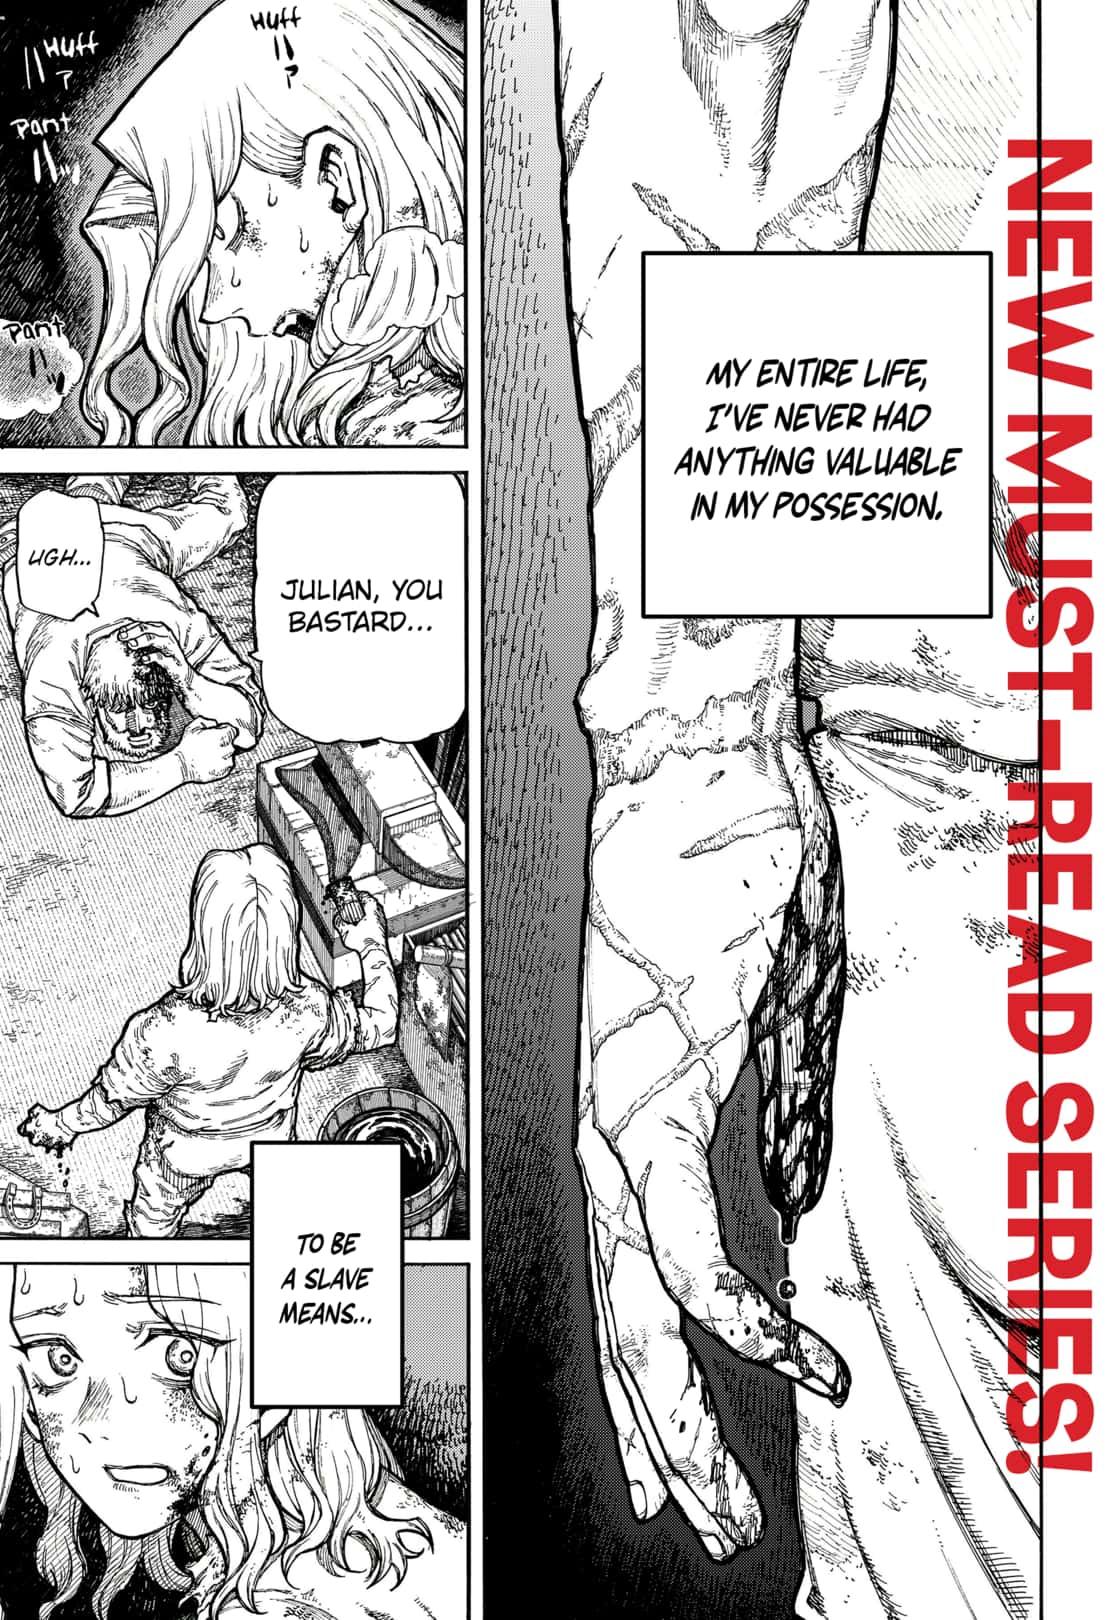 NEW MUST-READ SERIES!
MY ENTIRE LIFE,
I'VE NEVER HAD
ANYTHING VALUABLE
IN MY POSSESSION.
Huff
Huff
Pant
Pant
JULIAN, YOU
BASTARD...
UGH...
TO BE
A SLAVE
MEANS...